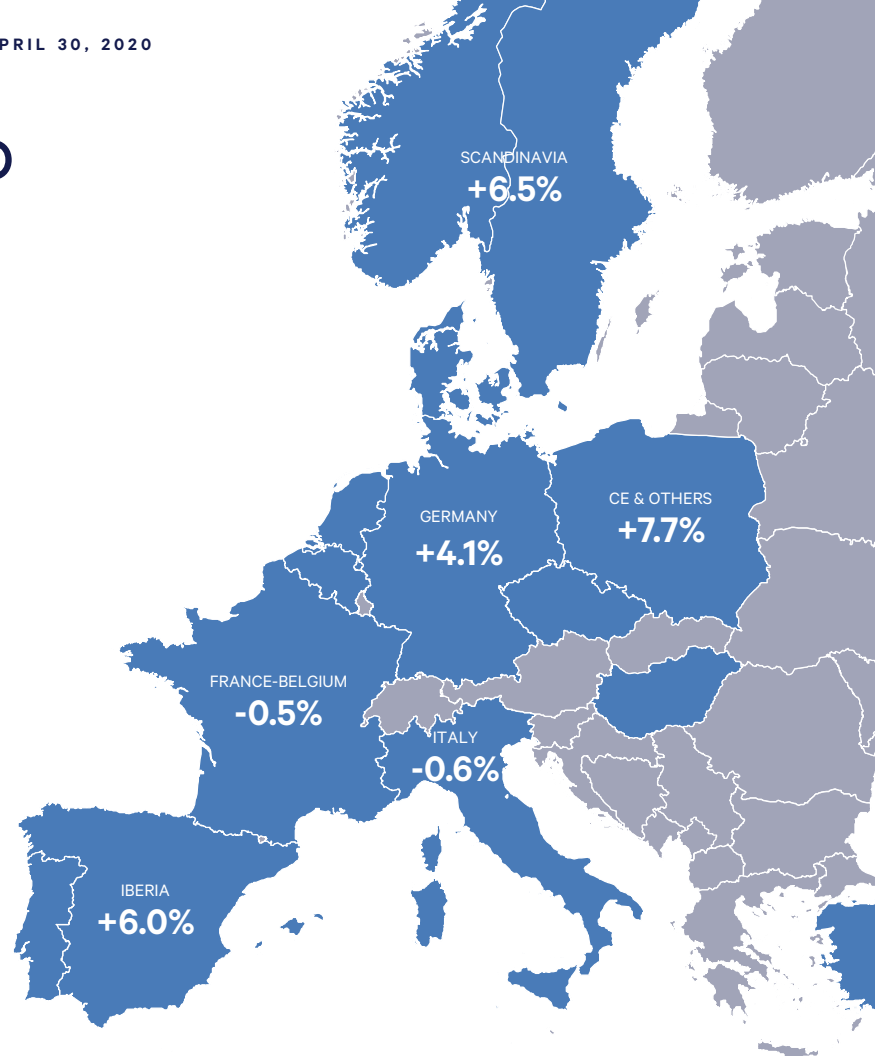 PRIL 30, 2020
SCANDINAVIA
+6.5%
CE & OTHERS
+7.7%
GERMANY
+4.1%
FRANCE-BELGIUM
-0.5%
ITALY
-0.6%
IBERIA
+6.0%